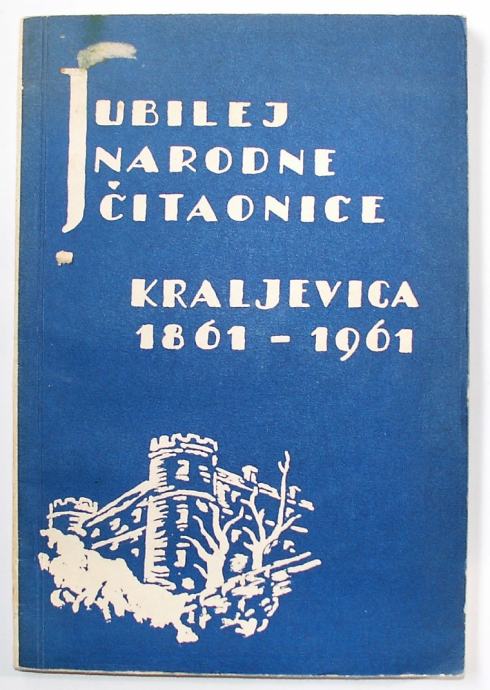 JUBILEJ
NARODNE
ČITAONICE
KRALJEVICA
1861 - 1961